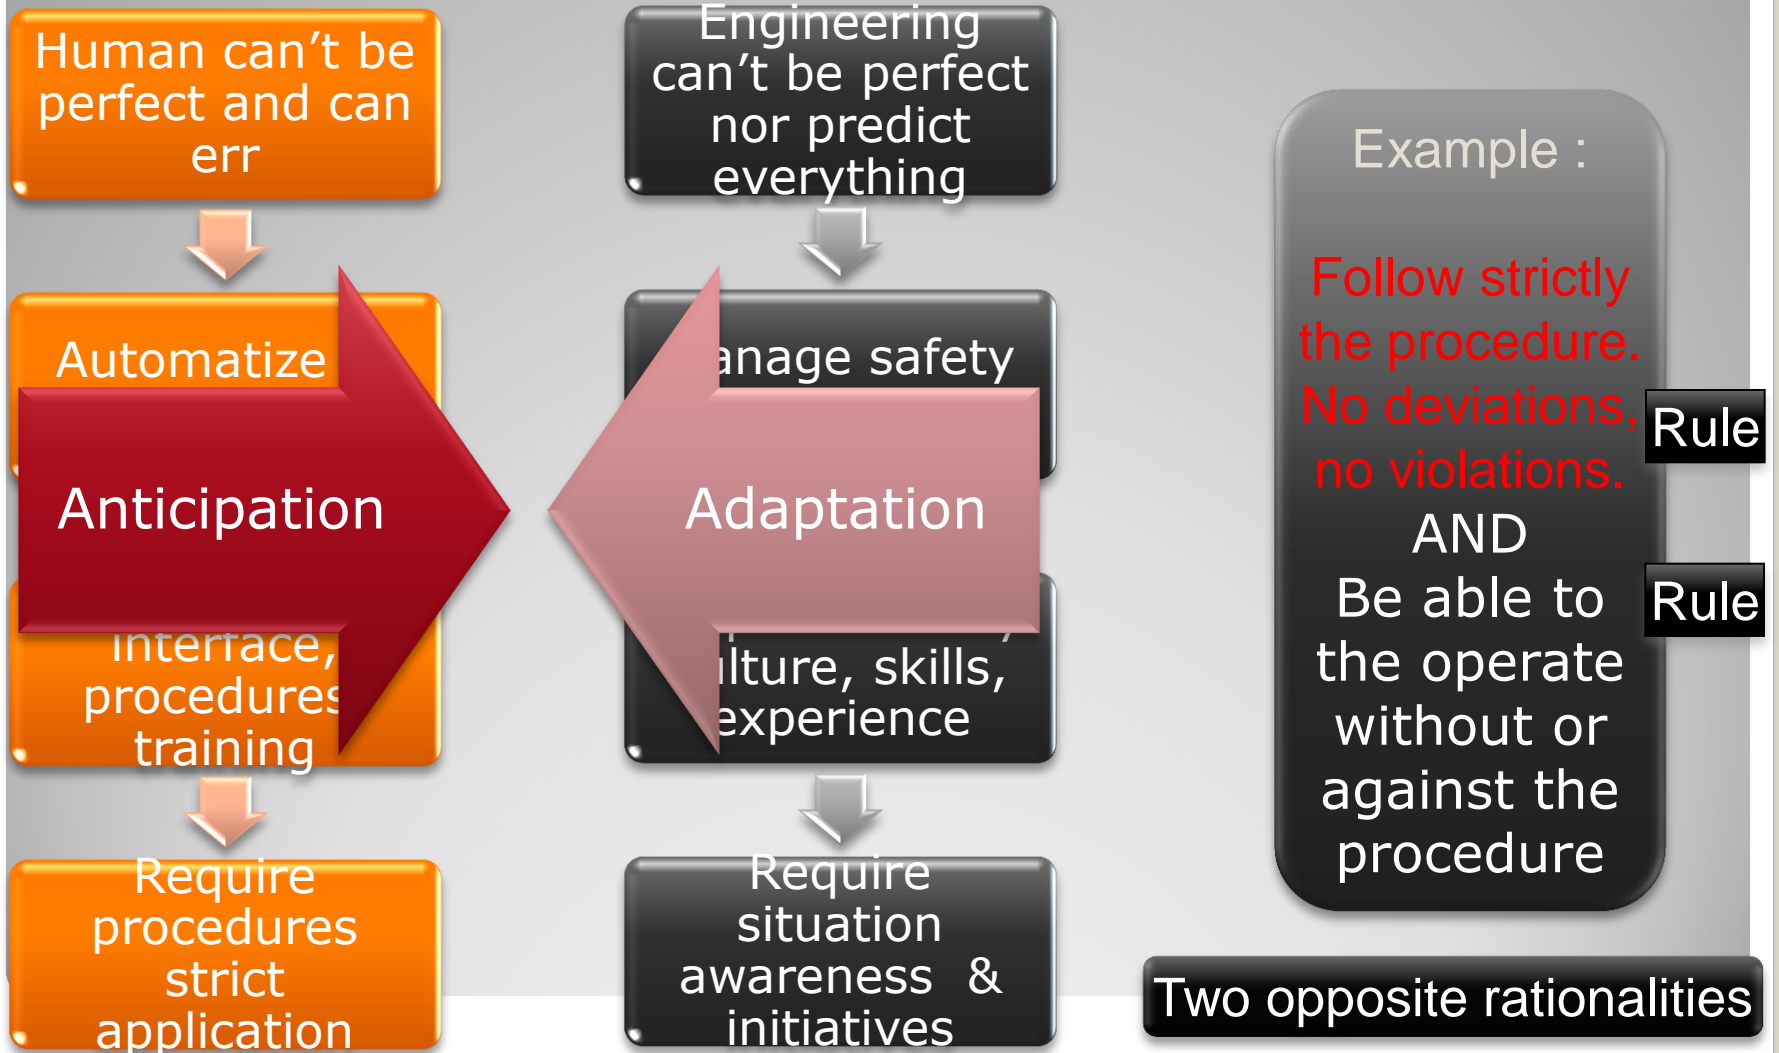 Human can’t be
perfect and can
err
Automatize
Anticipation
interface,
procedures
training
Require
procedures
strict
application
Engineering
can’t be perfect
nor predict
everything
safety
Adaptation
skills,
experience
Require
situation
awareness &
initiatives
Example :
Follow strictly
the procedure.
No deviations,
no violations.
AND
Be able to
the operate
without or
against the
procedure
Rule
Rule
Two opposite rationalities